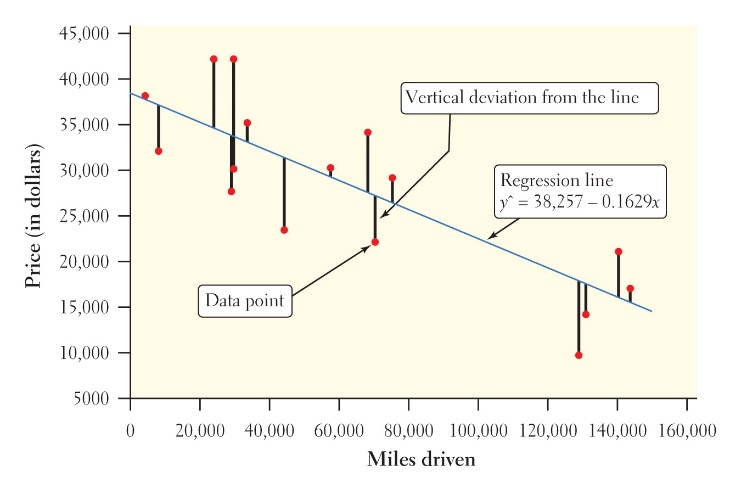 Price (in dollars)
45,000
40,000
35,000
30,000
25,000
20,000
15,000
10,000
5000
Vertical deviation from the line
Regression line
yˆ = 38,257 – 0.1629x
Data point
0 20,000 40,000 60,000 80,000 100,000 120,000 140,000 160,000
Miles driven